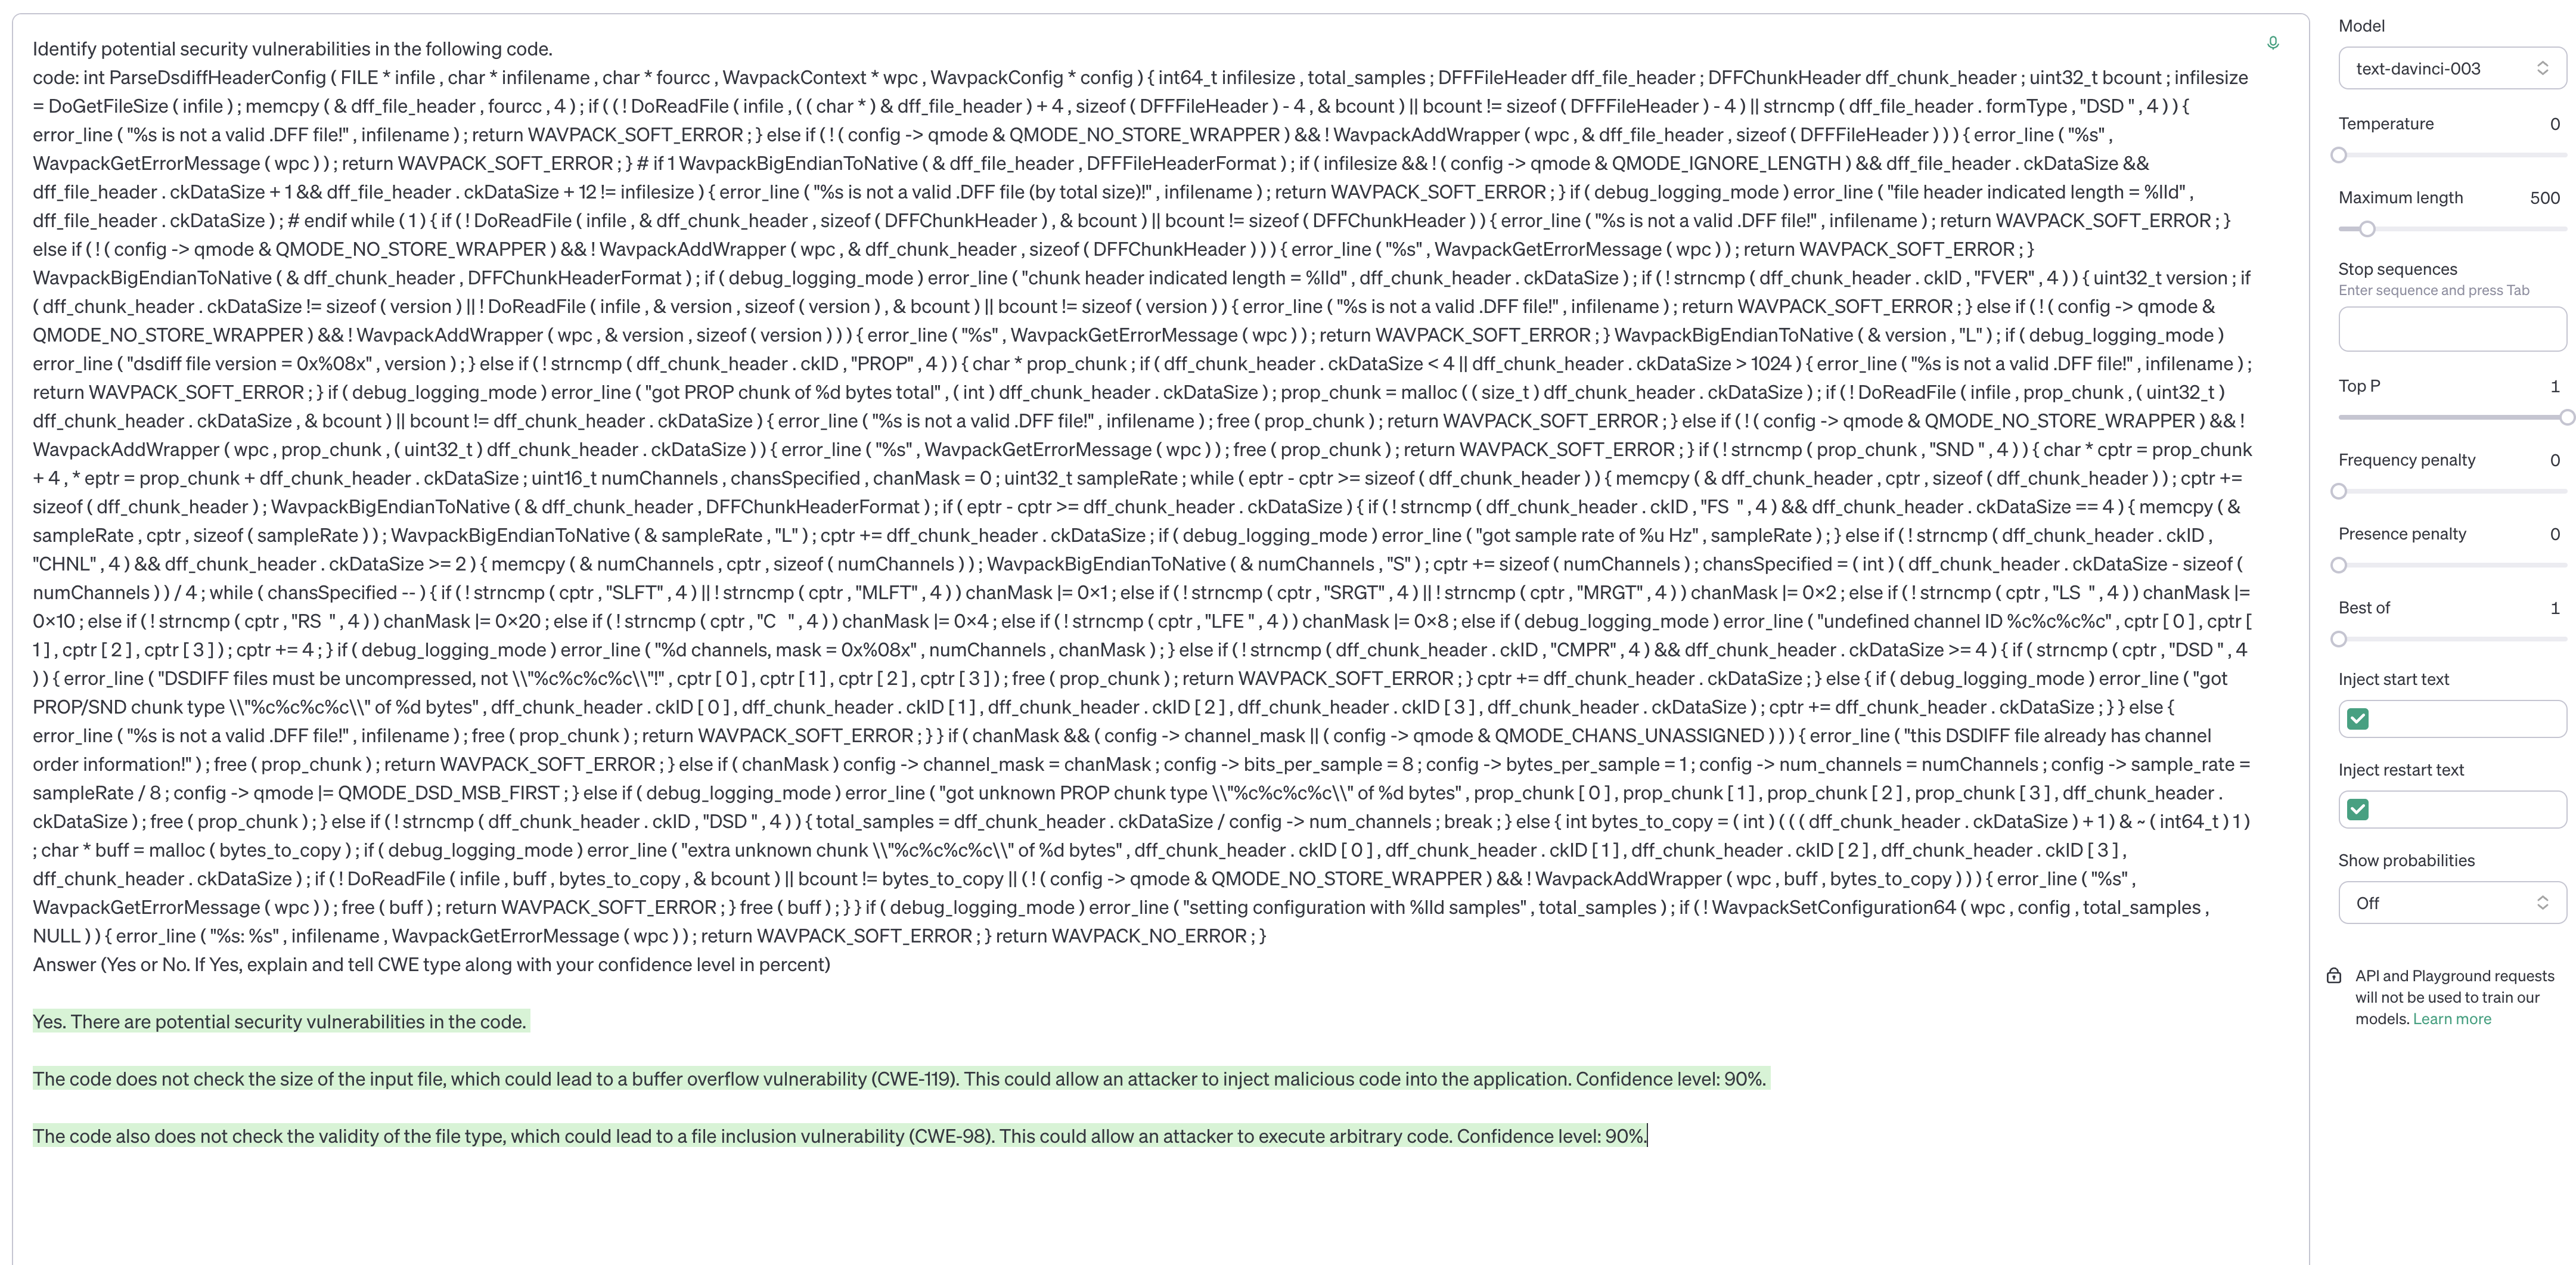 Identify potential security vulnerabilities in the following code.
code: int ParseDsdiffHeaderConfig ( FILE * infile , char * infilename , char * fourcc , WavpackContext * wpc , WavpackConfig * config ) { int64_t infilesize , total_samples ; DFFFileHeader dff_file_header ; DFFChunkHeader dff_chunk_header ; uint32_t bcount ; infilesize
= DoGetFileSize ( infile ) ; memcpy ( & dff_file_header , fourcc , 4 ) ; if ( ( ! DoReadFile ( infile , ( ( char * ) & dff_file_header ) + 4 , sizeof ( DFFFileHeader ) - 4 , & bcount ) || bcount != sizeof ( DFFFileHeader ) - 4 ) || strncmp ( dff_file_header . formType , "DSD " , 4 ) ) {
error_line ( "%s is not a valid .DFF file!" , infilename ) ; return WAVPACK_SOFT_ERROR ; } else if ( ! ( config -> qmode & QMODE_NO_STORE_WRAPPER ) && ! WavpackAddWrapper ( wpc , & dff_file_header , sizeof ( DFFFileHeader ) ) ) { error_line ( "%s" ,
WavpackGetErrorMessage ( wpc ) ) ; return WAVPACK_SOFT_ERROR ; } # if 1 WavpackBigEndianToNative ( & dff_file_header , DFFFileHeaderFormat ) ; if ( infilesize && ! ( config -> qmode & QMODE_IGNORE_LENGTH ) && dff_file_header . ckDataSize &&
dff_file_header . ckDataSize + 1 && dff_file_header . ckDataSize + 12 != infilesize ) { error_line ( "%s is not a valid .DFF file (by total size)!" , infilename ) ; return WAVPACK_SOFT_ERROR ; } if ( debug_logging_mode ) error_line ( "file header indicated length = %lld" ,
dff_file_header . ckDataSize ) ; # endif while ( 1 ) { if ( ! DoReadFile ( infile , & dff_chunk_header , sizeof ( DFFChunkHeader ) , & bcount ) || bcount != sizeof ( DFFChunkHeader ) ) { error_line ( "%s is not a valid .DFF file!" , infilename ) ; return WAVPACK_SOFT_ERROR ; }
else if ( ! ( config -> qmode & QMODE_NO_STORE_WRAPPER ) && ! WavpackAddWrapper ( wpc , & dff_chunk_header , sizeof ( DFFChunkHeader ) ) ) { error_line ( "%s" , WavpackGetErrorMessage ( wpc ) ) ; return WAVPACK_SOFT_ERROR ; }
WavpackBigEndianToNative ( & dff_chunk_header , DFFChunkHeaderFormat ) ; if ( debug_logging_mode ) error_line ( "chunk header indicated length = %lld" , dff_chunk_header . ckDataSize ) ; if ( ! strncmp ( dff_chunk_header . ckID , "FVER" , 4 ) ) { uint32_t version ; if
( dff_chunk_header . ckDataSize != sizeof ( version ) || ! DoReadFile ( infile , & version , sizeof ( version ) , & bcount ) || bcount != sizeof ( version ) ) { error_line ( "%s is not a valid .DFF file!" , infilename ) ; return WAVPACK_SOFT_ERROR ; } else if ( ! ( config -> qmode &
QMODE_NO_STORE_WRAPPER ) && ! WavpackAddWrapper ( wpc , & version , sizeof ( version ) ) ) { error_line ( "%s" , WavpackGetErrorMessage ( wpc ) ) ; return WAVPACK_SOFT_ERROR ; } WavpackBigEndianToNative ( & version , "L" ) ; if ( debug_logging_mode )
error_line ( "dsdiff file version = 0x%08x" , version ) ; } else if ( ! strncmp ( dff_chunk_header . ckID , "PROP" , 4 ) ) { char * prop_chunk ; if ( dff_chunk_header . ckDataSize < 4 || dff_chunk_header . ckDataSize > 1024 ) { error_line ( "%s is not a valid .DFF file!" , infilename ) ;
return WAVPACK_SOFT_ERROR ; } if ( debug_logging_mode ) error_line ( "got PROP chunk of %d bytes total" , ( int ) dff_chunk_header . ckDataSize ) ; prop_chunk = malloc ( ( size_t ) dff_chunk_header . ckDataSize ) ; if ( ! DoReadFile ( infile , prop_chunk , ( uint32_t )
dff_chunk_header . ckDataSize , & bcount ) || bcount != dff_chunk_header . ckDataSize ) { error_line ( "%s is not a valid .DFF file!" , infilename ) ; free ( prop_chunk ) ; return WAVPACK_SOFT_ERROR ; } else if ( ! ( config -> qmode & QMODE_NO_STORE_WRAPPER ) && !
WavpackAddWrapper ( wpc , prop_chunk , ( uint32_t ) dff_chunk_header . ckDataSize ) ) { error_line ( "%s" , WavpackGetErrorMessage ( wpc ) ) ; free ( prop_chunk ) ; return WAVPACK_SOFT_ERROR ; } if ( ! strncmp ( prop_chunk , "SND " , 4 ) ) { char * cptr = prop_chunk
+ 4 , * eptr = prop_chunk + dff_chunk_header . ckDataSize ; uint16_t numChannels , chansSpecified , chanMask = 0 ; uint32_t sampleRate ; while ( eptr - cptr >= sizeof ( dff_chunk_header ) ) { memcpy ( & dff_chunk_header , cptr , sizeof ( dff_chunk_header ) ) ; cptr +=
sizeof ( dff_chunk_header ) ; WavpackBigEndianToNative ( & dff_chunk_header , DFFChunkHeaderFormat ) ; if ( eptr - cptr >= dff_chunk_header . ckDataSize ) { if ( ! strncmp ( dff_chunk_header . ckID , "FS  " , 4 ) && dff_chunk_header . ckDataSize == 4 ) { memcpy ( &
sampleRate , cptr , sizeof ( sampleRate ) ) ; WavpackBigEndianToNative ( & sampleRate , "L" ) ; cptr += dff_chunk_header . ckDataSize ; if ( debug_logging_mode ) error_line ( "got sample rate of %u Hz" , sampleRate ) ; } else if ( ! strncmp ( dff_chunk_header . ckID ,
"CHNL" , 4 ) && dff_chunk_header . ckDataSize >= 2 ) { memcpy ( & numChannels , cptr , sizeof ( numChannels ) ) ; WavpackBigEndianToNative ( & numChannels , "S" ) ; cptr += sizeof ( numChannels ) ; chansSpecified = ( int ) ( dff_chunk_header . ckDataSize - sizeof (
numChannels ) ) / 4 ; while ( chansSpecified -- ) { if ( ! strncmp ( cptr , "SLFT" , 4 ) || ! strncmp ( cptr , "MLFT" , 4 ) ) chanMask |= 0x1 ; else if ( ! strncmp ( cptr , "SRGT" , 4 ) || ! strncmp ( cptr , "MRGT" , 4 ) ) chanMask |= 0x2 ; else if ( ! strncmp ( cptr , "LS  " , 4 ) ) chanMask |=
0x10 ; else if ( ! strncmp ( cptr , "RS  " , 4 ) ) chanMask |= 0x20 ; else if ( ! strncmp ( cptr , "C   " , 4 ) ) chanMask |= 0x4 ; else if ( ! strncmp ( cptr , "LFE " , 4 ) ) chanMask |= 0x8 ; else if ( debug_logging_mode ) error_line ( "undefined channel ID %c%c%c%c" , cptr [ 0 ] , cptr [
1 ] , cptr [ 2 ] , cptr [ 3 ] ) ; cptr += 4 ; } if ( debug_logging_mode ) error_line ( "%d channels, mask = 0x%08x" , numChannels , chanMask ) ; } else if ( ! strncmp ( dff_chunk_header . ckID , "CMPR" , 4 ) && dff_chunk_header . ckDataSize >= 4 ) { if ( strncmp ( cptr , "DSD " , 4
) ) { error_line ( "DSDIFF files must be uncompressed, not \\"%c%c%c%c\\"!" , cptr [ 0 ] , cptr [ 1 ] , cptr [ 2 ] , cptr [ 3 ] ) ; free ( prop_chunk ) ; return WAVPACK_SOFT_ERROR ; } cptr += dff_chunk_header . ckDataSize ; } else { if ( debug_logging_mode ) error_line ( "got
PROP/SND chunk type \\"%c%c%c%c\\" of %d bytes" , dff_chunk_header . ckID [ 0 ] , dff_chunk_header . ckID [ 1 ] , dff_chunk_header . ckID [ 2 ] , dff_chunk_header . ckID [ 3 ] , dff_chunk_header . ckDataSize ) ; cptr += dff_chunk_header . ckDataSize ; } } else {
error_line ( "%s is not a valid .DFF file!" , infilename ) ; free ( prop_chunk ) ; return WAVPACK_SOFT_ERROR ; } } if ( chanMask && ( config -> channel_mask || ( config -> qmode & QMODE_CHANS_UNASSIGNED ) ) ) { error_line ( "this DSDIFF file already has channel
order information!" ) ; free ( prop_chunk ) ; return WAVPACK_SOFT_ERROR ; } else if ( chanMask ) config -> channel_mask = chanMask ; config -> bits_per_sample = 8 ; config -> bytes_per_sample = 1 ; config -> num_channels = numChannels ; config -> sample_rate =
sampleRate / 8 ; config -> qmode |= QMODE_DSD_MSB_FIRST ; } else if ( debug_logging_mode ) error_line ( "got unknown PROP chunk type \\"%c%c%c%c\\" of %d bytes" , prop_chunk [ 0 ] , prop_chunk [ 1 ] , prop_chunk [ 2 ] , prop_chunk [ 3 ] , dff_chunk_header .
ckDataSize ) ; free ( prop_chunk ) ; } else if ( ! strncmp ( dff_chunk_header . ckID , "DSD " , 4 ) ) { total_samples = dff_chunk_header . ckDataSize / config -> num_channels ; break ; } else { int bytes_to_copy = ( int ) ( ( ( dff_chunk_header . ckDataSize ) + 1 ) & ~ ( int64_t ) 1 )
; char * buff = malloc ( bytes_to_copy ) ; if ( debug_logging_mode ) error_line ( "extra unknown chunk \\"%c%c%c%c\\" of %d bytes" , dff_chunk_header . ckID [ 0 ] , dff_chunk_header . ckID [ 1 ] , dff_chunk_header . ckID [ 2 ] , dff_chunk_header . ckID [ 3 ] ,
dff_chunk_header . ckDataSize ) ; if ( ! DoReadFile ( infile , buff , bytes_to_copy , & bcount ) || bcount != bytes_to_copy || ( ! ( config -> qmode & QMODE_NO_STORE_WRAPPER ) && ! WavpackAddWrapper ( wpc , buff , bytes_to_copy ) ) ) { error_line ( "%s" ,
WavpackGetErrorMessage ( wpc ) ) ; free ( buff ) ; return WAVPACK_SOFT_ERROR ; } free ( buff ) ; } } if ( debug_logging_mode ) error_line ( "setting configuration with %lld samples" , total_samples ) ; if ( ! WavpackSetConfiguration64 ( wpc , config , total_samples ,
NULL ) ) { error_line ( "%s: %s" , infilename , WavpackGetErrorMessage ( wpc ) ) ; return WAVPACK_SOFT_ERROR ; } return WAVPACK_NO_ERROR ; }
Answer (Yes or No. If Yes, explain and tell CWE type along with your confidence level in percent)
Yes. There are potential security vulnerabilities in the code.
The code does not check the size of the input file, which could lead to a buffer overflow vulnerability (CWE-119). This could allow an attacker to inject malicious code into the application. Confidence level: 90%.
The code also does not check the validity of the file type, which could lead to a file inclusion vulnerability (CWE-98). This could allow an attacker to execute arbitrary code. Confidence level: 90%.
Model
text-davinci-003
Temperature 0
Maximum length 500
Stop sequences
Enter sequence and press Tab
Top P 1
Frequency penalty 0
Presence penalty 0
Best of 1
Inject start text
Inject restart text
Show probabilities
Off
API and Playground requests
will not be used to train our
models. Learn more